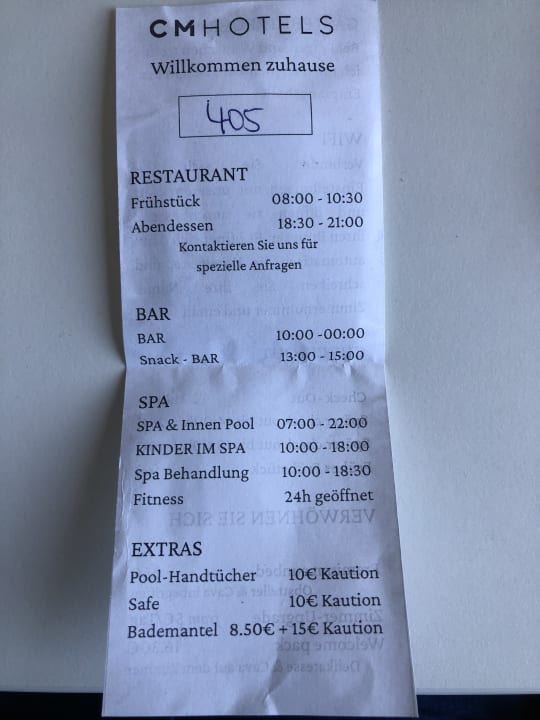 CMHOTELS
Willkommen zuhause
405
RESTAURANT
Frühstück 08:00 - 10:30
Abendessen 18:30 - 21:00
Kontaktieren Sie uns für
spezielle Anfragen
BAR
BAR 10:00 -00:00
Snack - BAR 13:00 - 15:00
SPA
SPA & Innen Pool 07:00 - 22:00
KINDER IM SPA 10:00 - 18:00
Spa Behandlung 10:00 - 18:30
Fitness 24h geöffnet
VERWÖHNEN SIE SICH
EXTRAS
Pool-Handtücher 10€ Kaution
Safe 10€ Kaution
Bademantel 8.50€ + 15€ Kaution